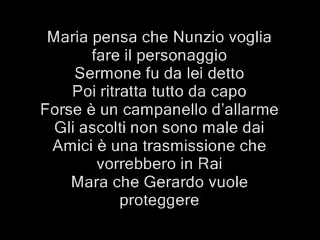 Maria pensa che Nunzio voglia
fare il personaggio
Sermone fu da lei detto
Poi ritratta tutto da capo
Forse è un campanello d'allarme
Gli ascolti non sono male dai
Amici è una trasmissione che
vorrebbero in Rai
Mara che Gerardo vuole
proteggere